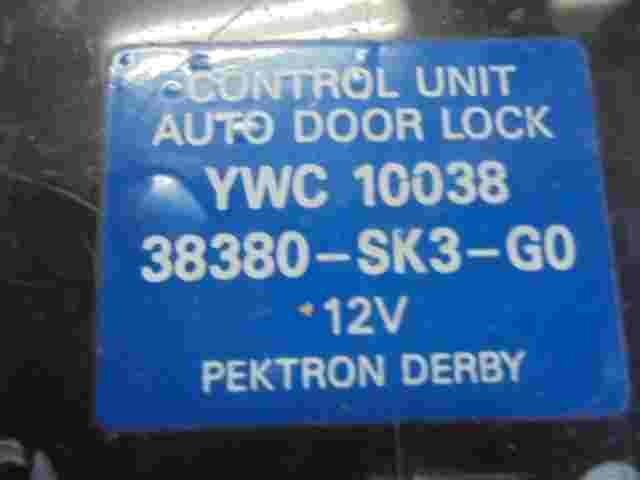 CONTROL UNIT
AUTO DOOR LOCK
YWC 10038
38380-SK3-G0
12V
PEKTRON DERBY